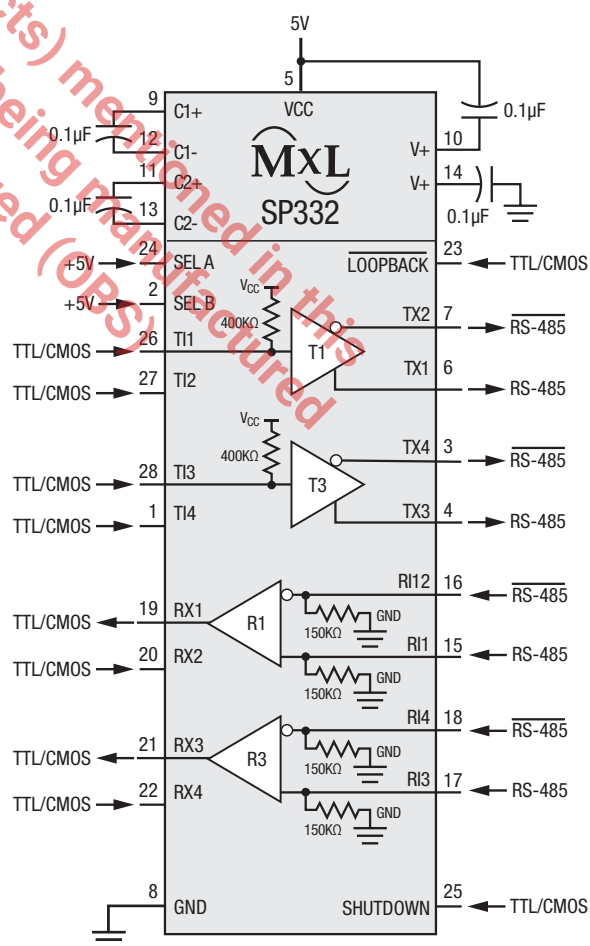 5V
5
VCC
9
C1+
0.1µF
12
C1-
11
C2+
0.1µF
13
C2-
MXL
SP332
0.1µF
10
V+
14
V+
0.1µF
24
+5V
SEL A
2
+5V
SEL B
LOOPBACK
23
TTL/CMOS
VCC
400KΩ
26
TTL/CMOS
TI1
T1
TX2
7
RS-485
TX1
6
RS-485
27
TTL/CMOS
TI2
VCC
400KΩ
28
TTL/CMOS
TI3
T3
TX4
3
RS-485
TX3
4
RS-485
1
TTL/CMOS
TI4
19
TTL/CMOS
RX1
R1
RI12
16
RS-485
GND
150KΩ
RI1
15
RS-485
GND
150KΩ
20
TTL/CMOS
RX2
21
TTL/CMOS
RX3
R3
RI4
18
RS-485
GND
150KΩ
RI3
17
RS-485
GND
150KΩ
22
TTL/CMOS
RX4
8
GND
SHUTDOWN
25
TTL/CMOS
mentioned in this
being manufactured
(OBS)